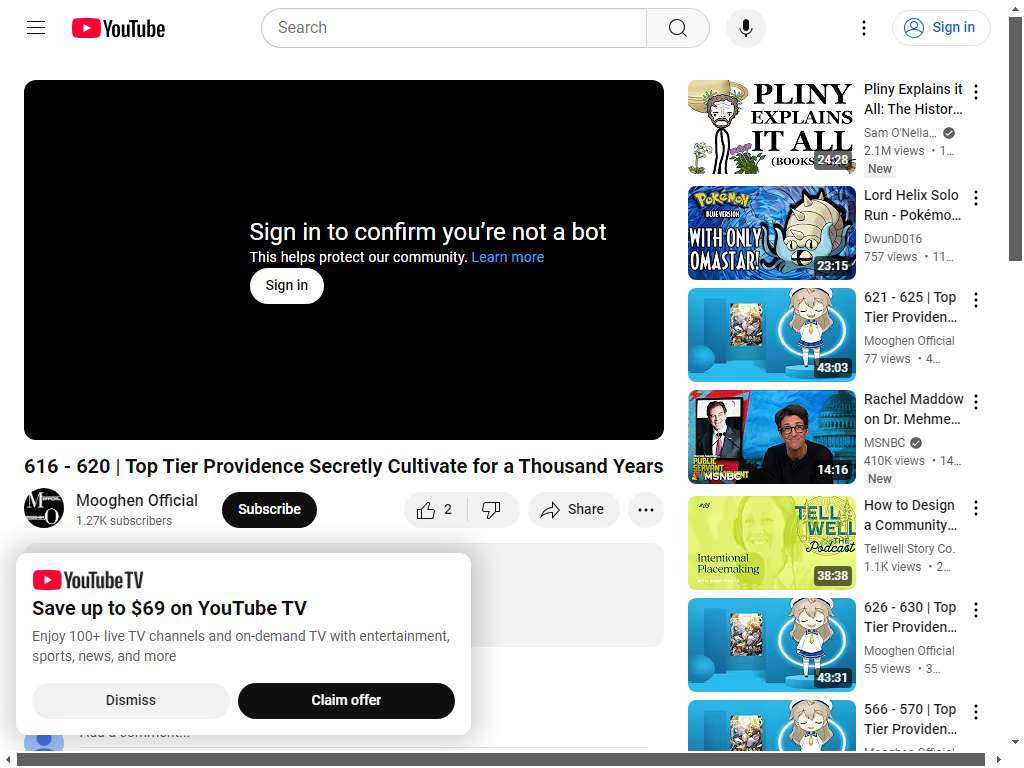 YouTube
Search
Sign in
Sign in to confirm you're not a bot
This helps protect our community. Learn more
Sign in
616 - 620 | Top Tier Providence Secretly Cultivate for a Thousand Years
Mooghen Official
1.27K subscribers
Subscribe
2
Share
YouTube TV
Save up to $69 on YouTube TV
Enjoy 100+ live TV channels and on-demand TV with entertainment,
sports, news, and more
Dismiss
Claim offer
Add a comment...
PLINY
EXPLAINS
IT ALL
(BOOKS
24:28
Pliny Explains it
All: The Histor...
Sam O'Nella...
2.1M views • 1...
New
POKéMON
BLUE VERSION
WITH ONLY
OMASTAR!
23:15
Lord Helix Solo
Run - Pokémo...
DwunD016
757 views • 11...
43:03
621 - 625 | Top
Tier Providen...
Mooghen Official
77 views • 4...
PUBLIC
SERVANT
MSNBC
14:16
Rachel Maddow
on Dr. Mehme...
MSNBC
410K views • 14...
New
TELL
WELL
THE
Podcast
Intentional
Placemaking
38:38
How to Design
a Community...
Tellwell Story Co.
1.1K views • 2...
43:31
626 - 630 | Top
Tier Providen...
Mooghen Official
55 views • 3...
566 - 570 | Top
Tier Providen...
Mooghen Official